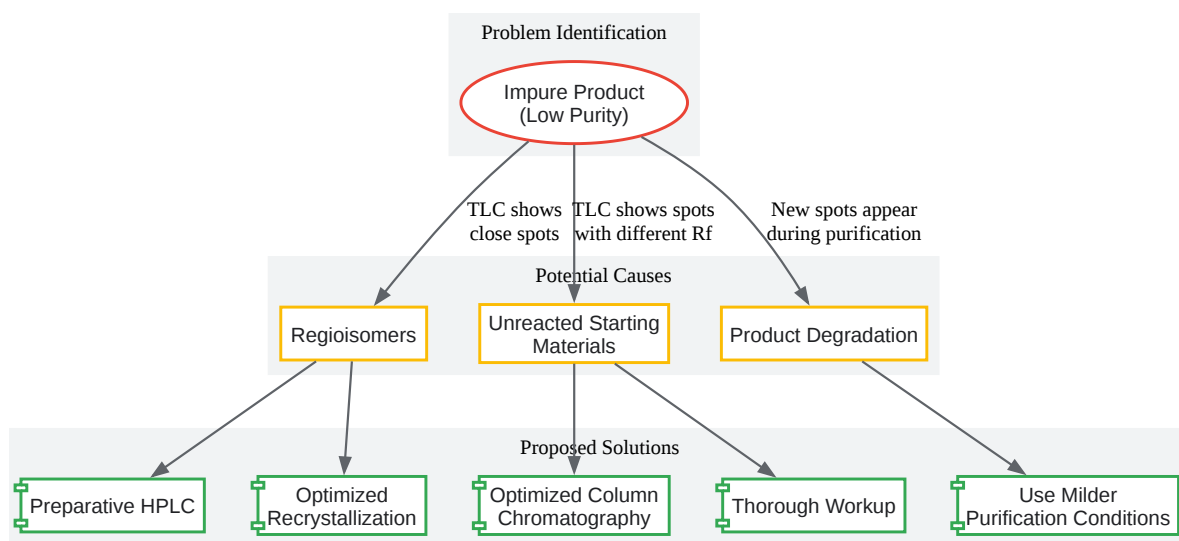 Problem Identification
Impure Product
(Low Purity)
TLC shows
close spots
TLC shows spots
with different Rf
New spots appear
during purification
Potential Causes
Regioisomers
Unreacted Starting
Materials
Product Degradation
Proposed Solutions
Preparative HPLC
Optimized
Recrystallization
Optimized Column
Chromatography
Thorough Workup
Use Milder
Purification Conditions